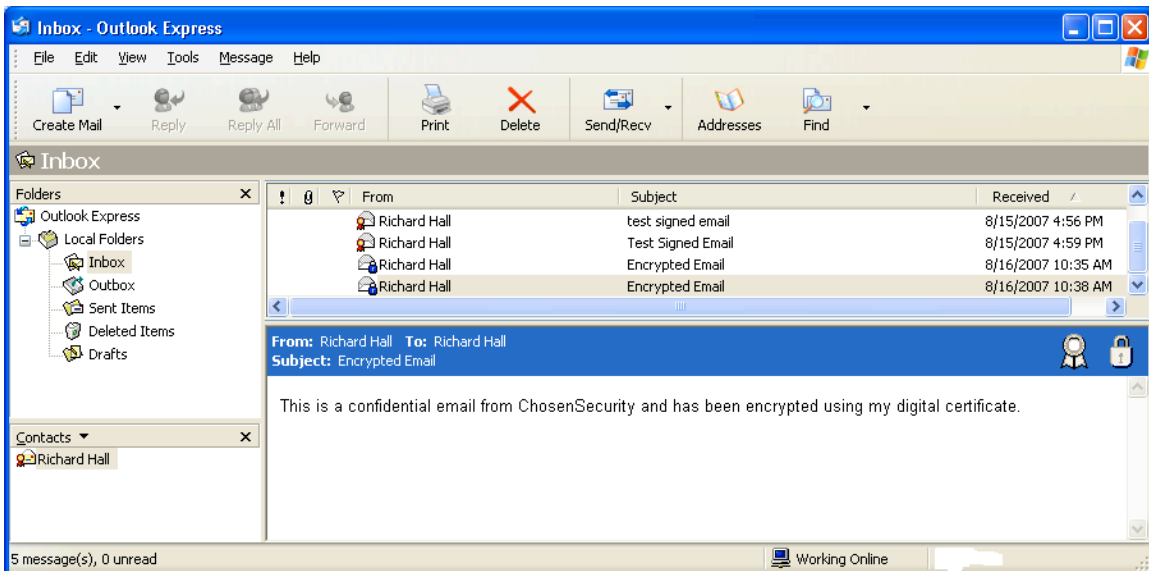 Inbox - Outlook Express
File Edit View Tools Message Help
Create Mail Reply Reply All Forward Print Delete Send/Recv Addresses Find
Inbox
Folders
Outlook Express
Local Folders
Inbox
Outbox
Sent Items
Deleted Items
Drafts
Contacts
Richard Hall
! From Subject Received
Richard Hall test signed email 8/15/2007 4:56 PM
Richard Hall Test Signed Email 8/15/2007 4:59 PM
Richard Hall Encrypted Email 8/16/2007 10:35 AM
Richard Hall Encrypted Email 8/16/2007 10:38 AM
From: Richard Hall To: Richard Hall
Subject: Encrypted Email
This is a confidential email from ChosenSecurity and has been encrypted using my digital certificate.
5 message(s), 0 unread Working Online